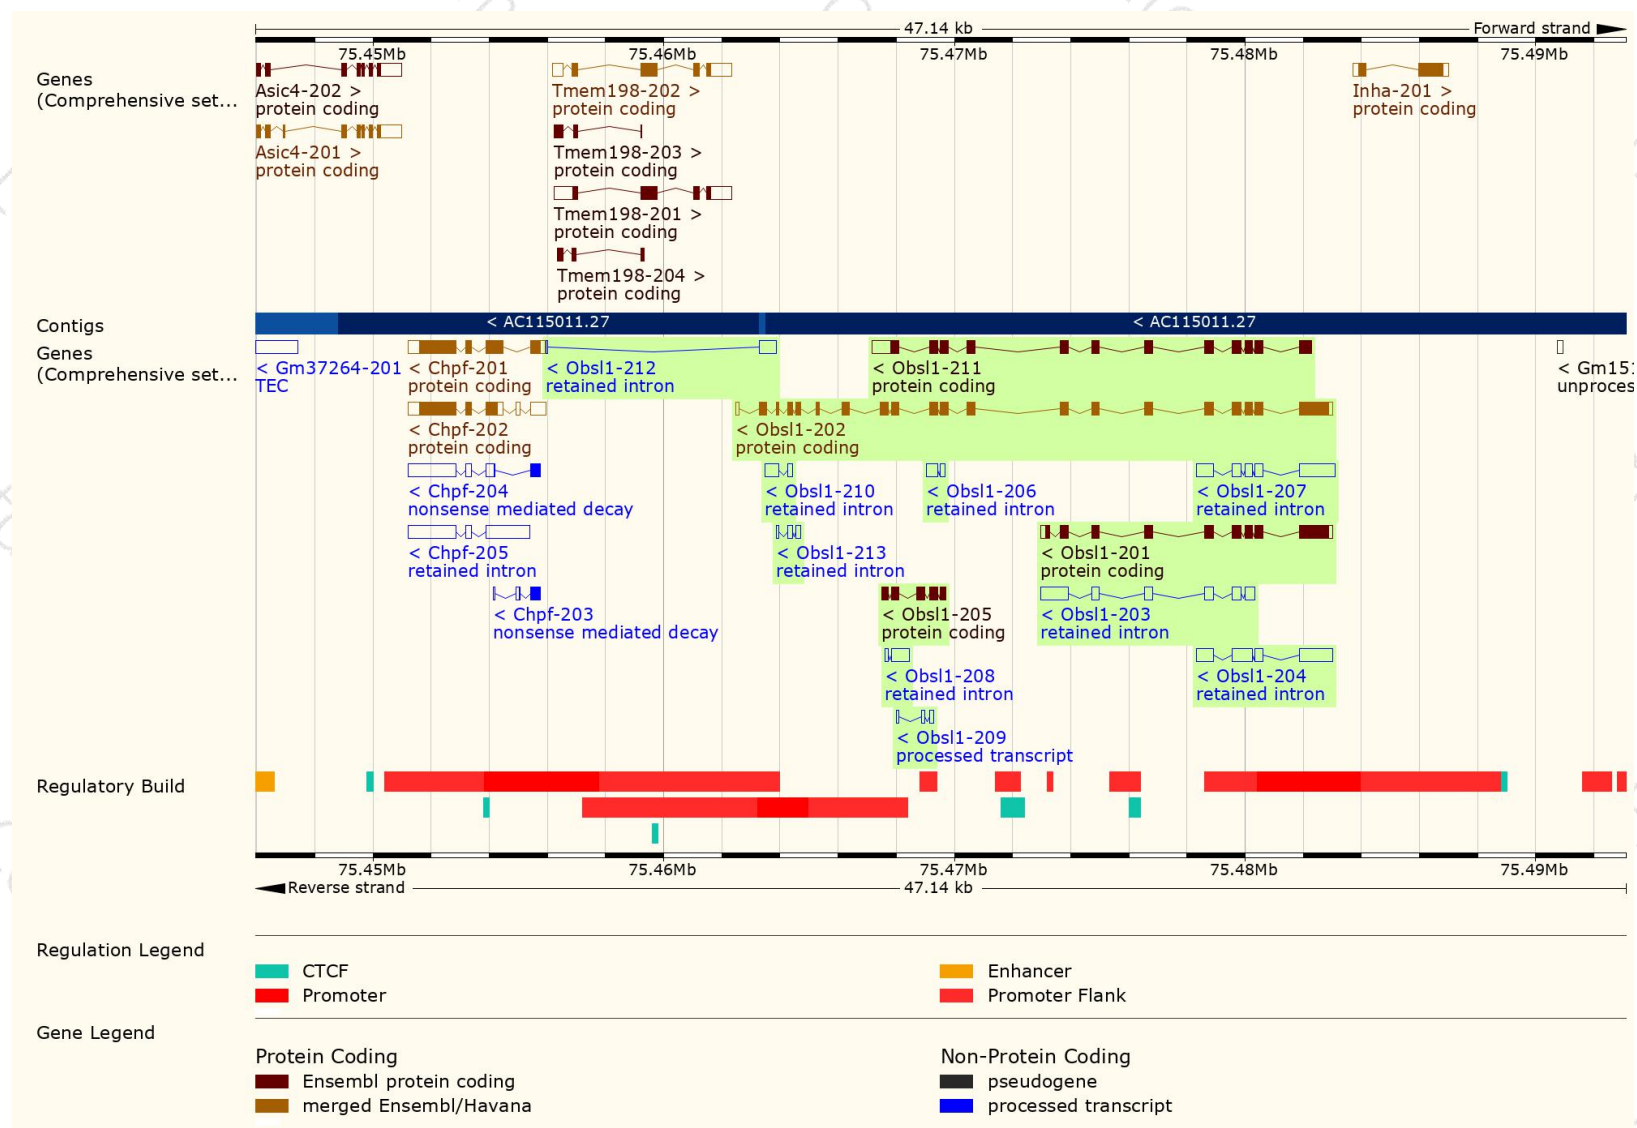 47.14 kb
Forward strand
75.45Mb 75.46Mb 75.47Mb 75.48Mb 75.49Mb
Genes
(Comprehensive set...
Asic4-202 >
protein coding
Tmem198-202 >
protein coding
Inha-201 >
protein coding
Asic4-201 >
protein coding
Tmem198-203 >
protein coding
Tmem198-201 >
protein coding
Tmem198-204 >
protein coding
Contigs
< AC115011.27
< AC115011.27
Genes
(Comprehensive set...
< Gm37264-201
TEC
< Chpf-201
protein coding
< Obsl1-212
retained intron
< Obsl1-211
protein coding
< Gm151
unproces
< Chpf-202
protein coding
< Obsl1-202
protein coding
< Chpf-204
nonsense mediated decay
< Obsl1-210
retained intron
< Obsl1-206
retained intron
< Obsl1-207
retained intron
< Chpf-205
retained intron
< Obsl1-213
retained intron
< Obsl1-201
protein coding
< Chpf-203
nonsense mediated decay
< Obsl1-205
protein coding
< Obsl1-203
retained intron
< Obsl1-208
retained intron
< Obsl1-204
retained intron
< Obsl1-209
processed transcript
Regulatory Build
75.45Mb 75.46Mb 75.47Mb 75.48Mb 75.49Mb
Reverse strand
47.14 kb
Regulation Legend
CTCF
Enhancer
Promoter
Promoter Flank
Gene Legend
Protein Coding
Non-Protein Coding
Ensembl protein coding
pseudogene
merged Ensembl/Havana
processed transcript